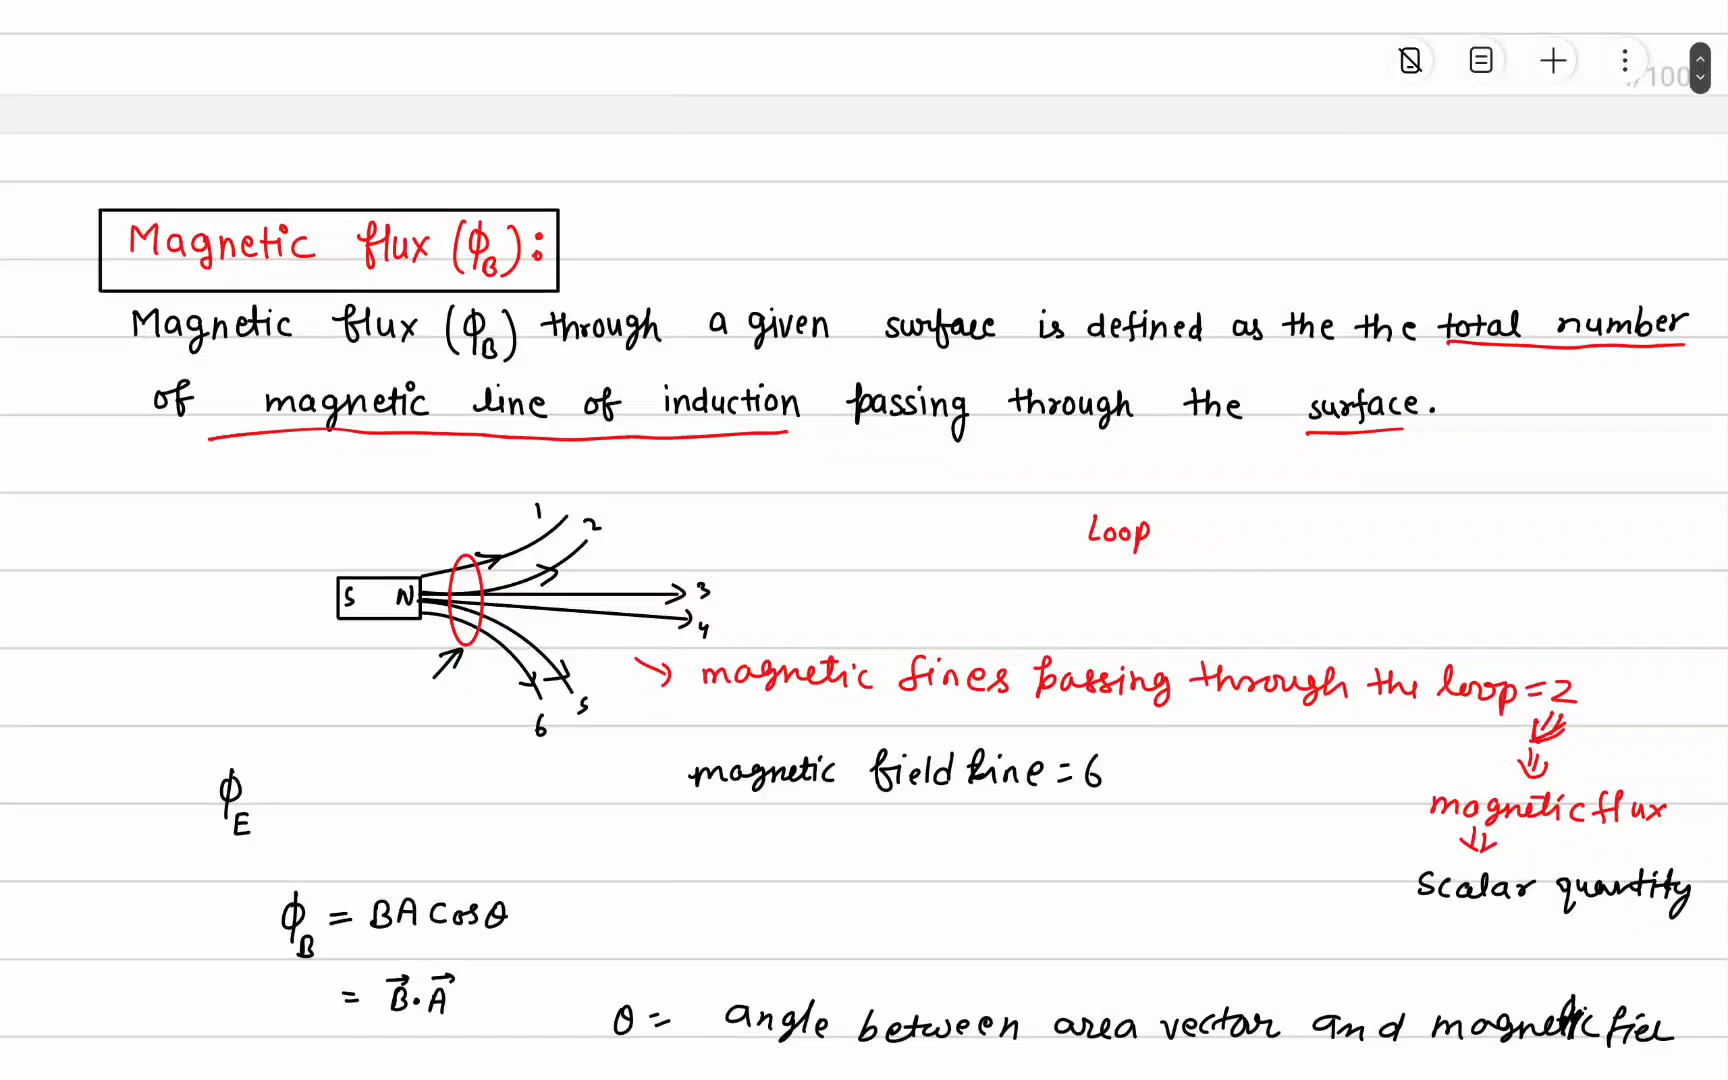 /100
Magnetic flux (ϕB):
Magnetic flux (ϕB) through a given surface is defined as the the total number
of magnetic line of induction passing through the surface.
1
2
Loop
S N
3
4
→ magnetic lines passing through the loop = 2
5
6
magnetic field line = 6
ϕE
magnetic flux
Scalar quantity
ϕB = BA Cosθ
= B⃗.A⃗
θ = angle between area vector and magnetic fiel